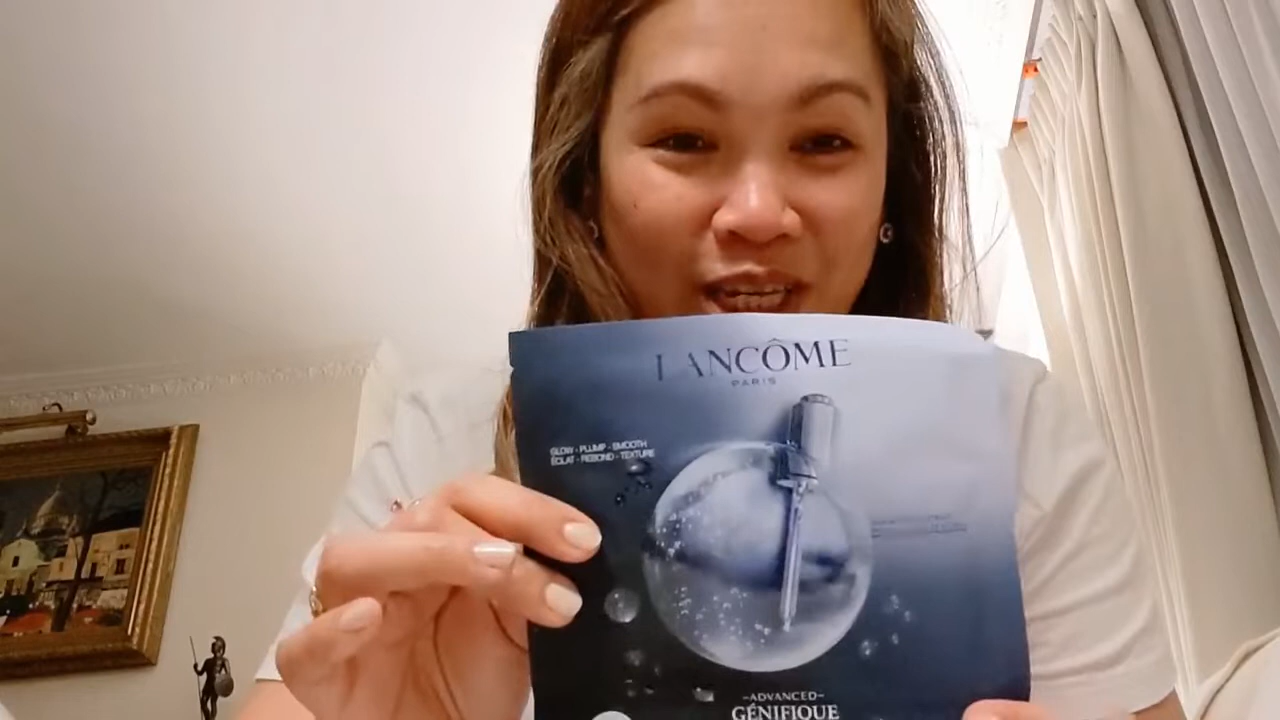 LANCÔME
PARIS
GLOW - PLUMP - SMOOTH
ÉCLAT - REBOND - TEXTURE
–ADVANCED–
GÉNIFIQUE